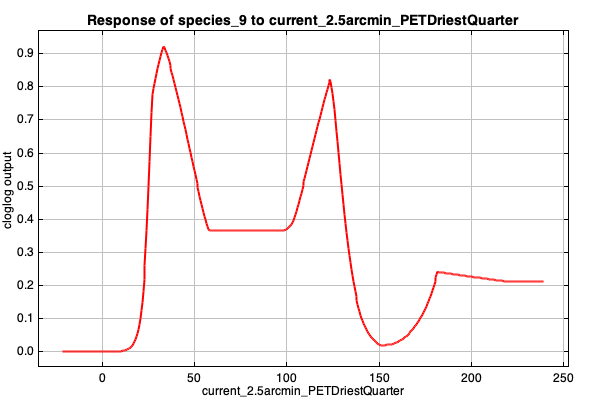 Response of species_9 to current_2.5arcmin_PETDriestQuarter
0.9
0.8
0.7
0.6
0.5
0.4
0.3
0.2
0.1
0.0
cloglog output
0 50 100 150 200 250
current_2.5arcmin_PETDriestQuarter